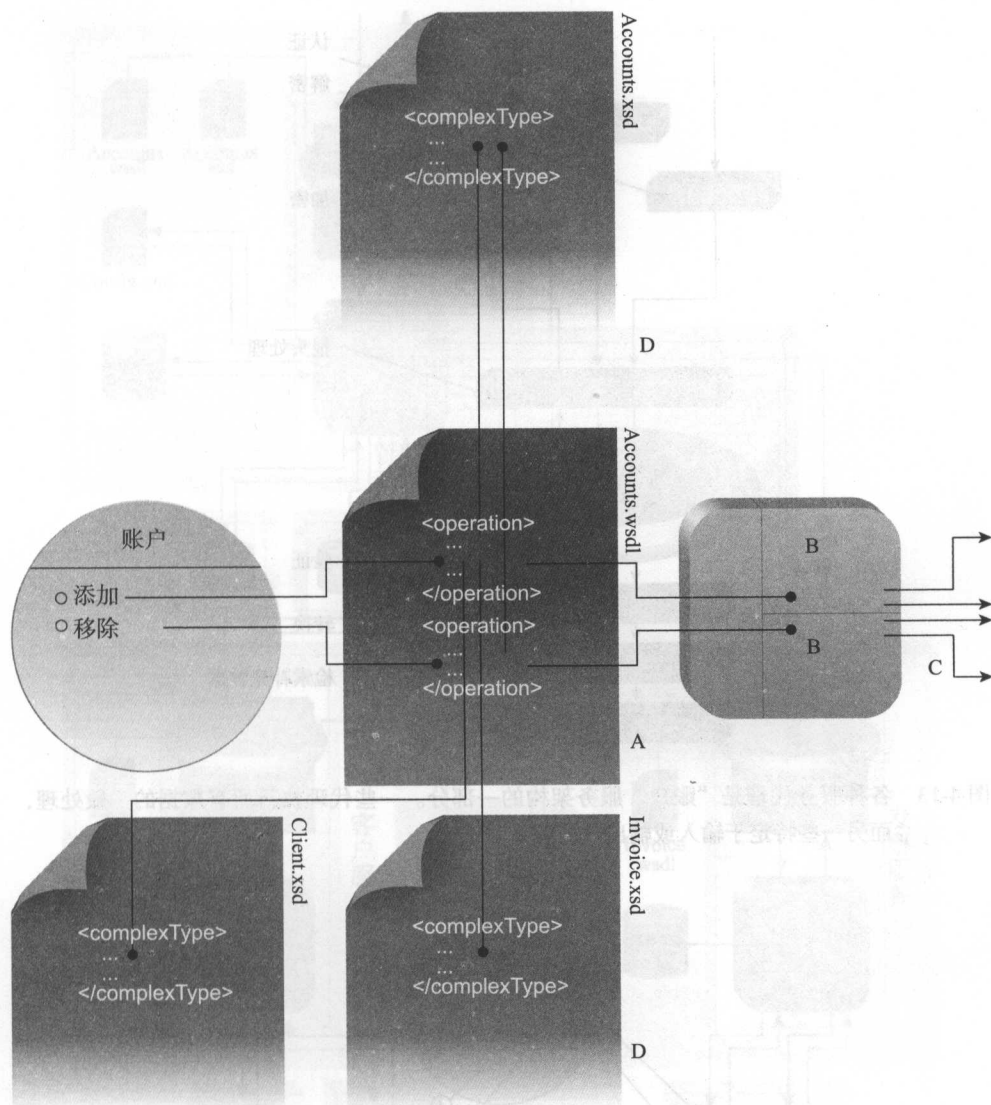 Accounts.xsd
<complexType>
...
...
</complexType>
D
Accounts.wsdl
<operation>
...
...
</operation>
<operation>
...
...
</operation>
A
账户
添加
移除
B
B
C
Client.xsd
<complexType>
...
...
</complexType>
Invoice.xsd
<complexType>
...
...
</complexType>
D